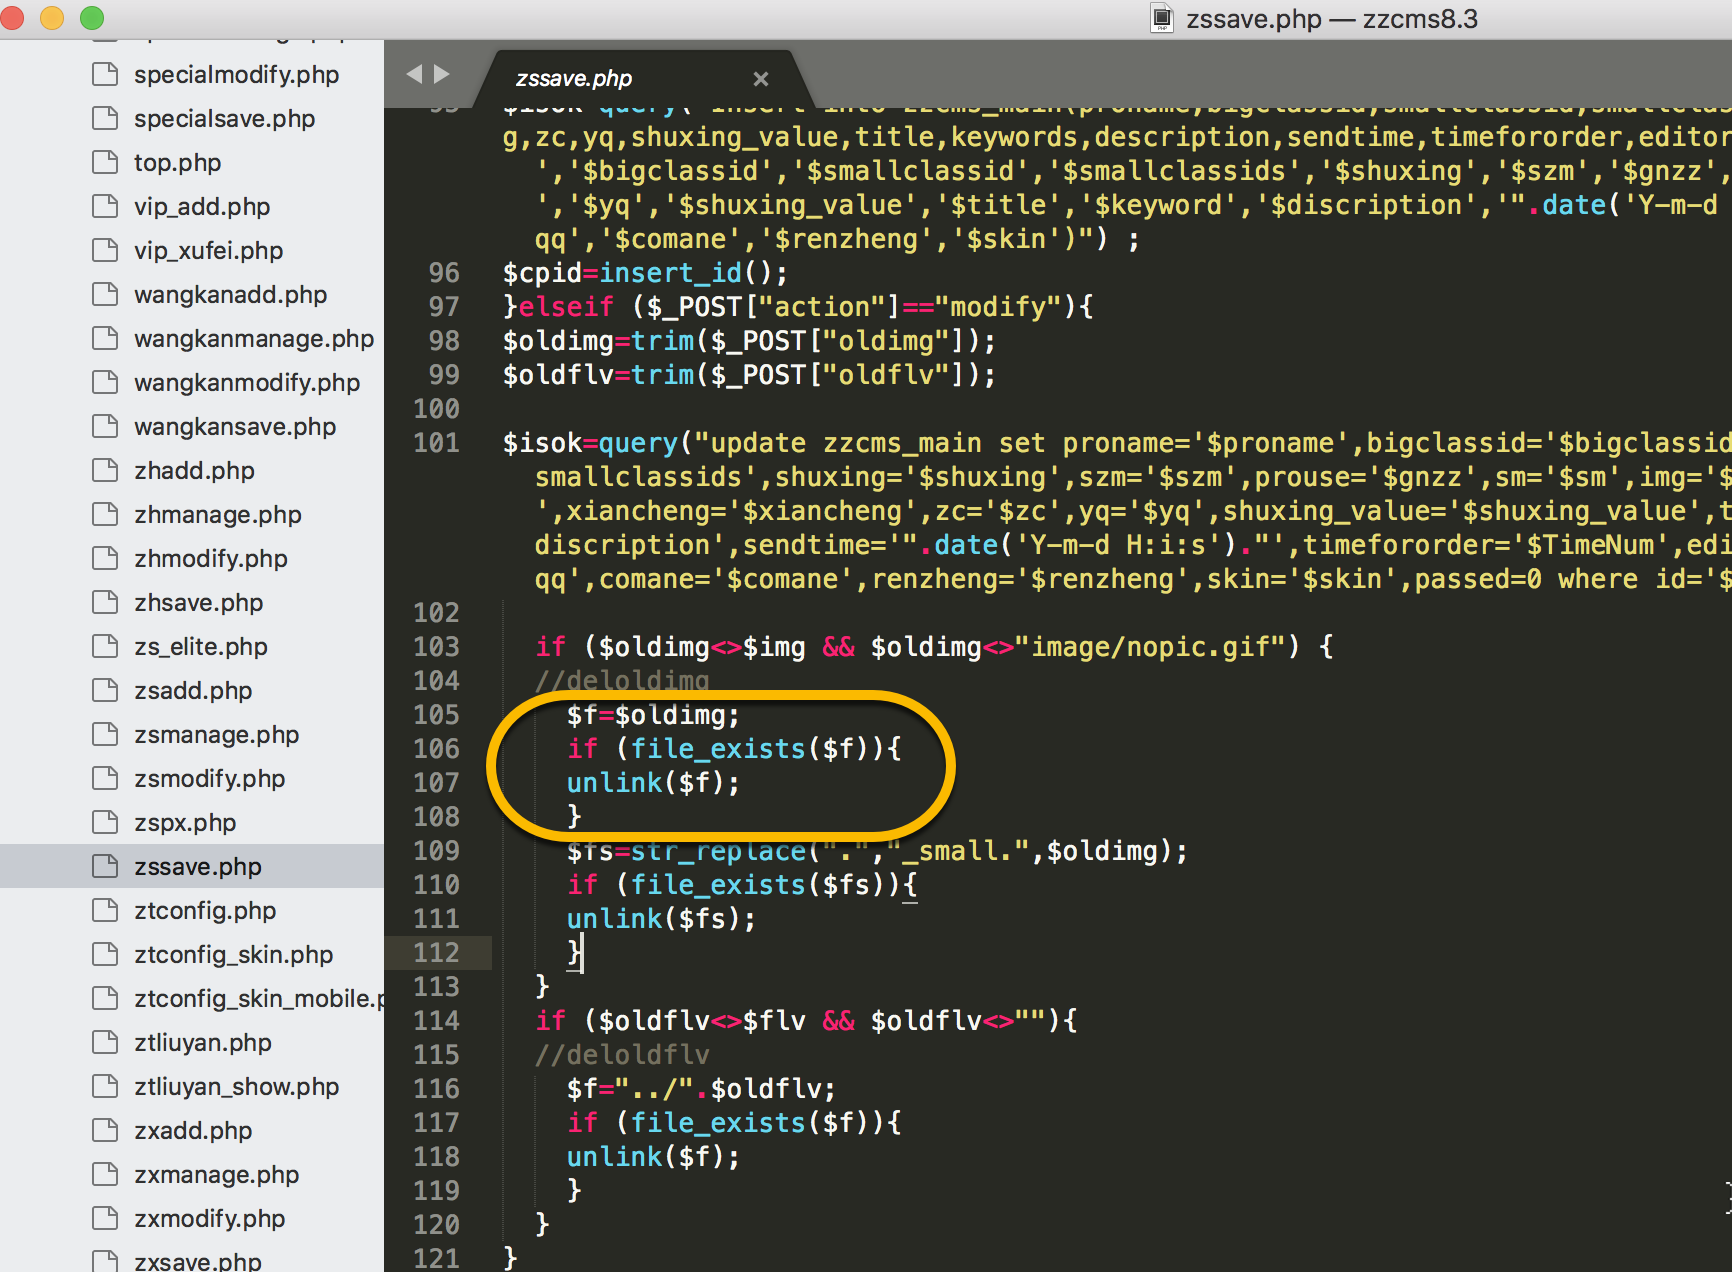 zssave.php — zzcms8.3
specialmodify.php
specialsave.php
top.php
vip_add.php
vip_xufei.php
wangkanadd.php
wangkanmanage.php
wangkanmodify.php
wangkansave.php
zhadd.php
zhmanage.php
zhmodify.php
zhsave.php
zs_elite.php
zsadd.php
zsmanage.php
zsmodify.php
zspx.php
zssave.php
ztconfig.php
ztconfig_skin.php
ztconfig_skin_mobile.p
ztliuyan.php
ztliuyan_show.php
zxadd.php
zxmanage.php
zxmodify.php
zxsave.php
zssave.php
$isok=query("insert into zzcms_main(proname,bigclassid,smallclassid,smallclas
g,zc,yq,shuxing_value,title,keywords,description,sendtime,timefororder,editor
','$bigclassid','$smallclassid','$smallclassids','$shuxing','$szm','$gnzz',
','$yq','$shuxing_value','$title','$keyword','$discription','".date('Y-m-d
qq','$comane','$renzheng','$skin')") ;
96 $cpid=insert_id();
97 }elseif ($_POST["action"]=="modify"){
98 $oldimg=trim($_POST["oldimg"]);
99 $oldflv=trim($_POST["oldflv"]);
100
101 $isok=query("update zzcms_main set proname='$proname',bigclassid='$bigclassid
smallclassids',shuxing='$shuxing',szm='$szm',prouse='$gnzz',sm='$sm',img='$
',xiancheng='$xiancheng',zc='$zc',yq='$yq',shuxing_value='$shuxing_value',t
discription',sendtime='".date('Y-m-d H:i:s')."',timefororder='$TimeNum',edi
qq',comane='$comane',renzheng='$renzheng',skin='$skin',passed=0 where id='$
102
103 if ($oldimg<>$img && $oldimg<>"image/nopic.gif") {
104 //deloldimg
105 $f=$oldimg;
106 if (file_exists($f)){
107 unlink($f);
108 }
109 $fs=str_replace(".","_small.",$oldimg);
110 if (file_exists($fs)){
111 unlink($fs);
112 }
113 }
114 if ($oldflv<>$flv && $oldflv<>""){
115 //deloldflv
116 $f="../".$oldflv;
117 if (file_exists($f)){
118 unlink($f);
119 }
120 }
121 }